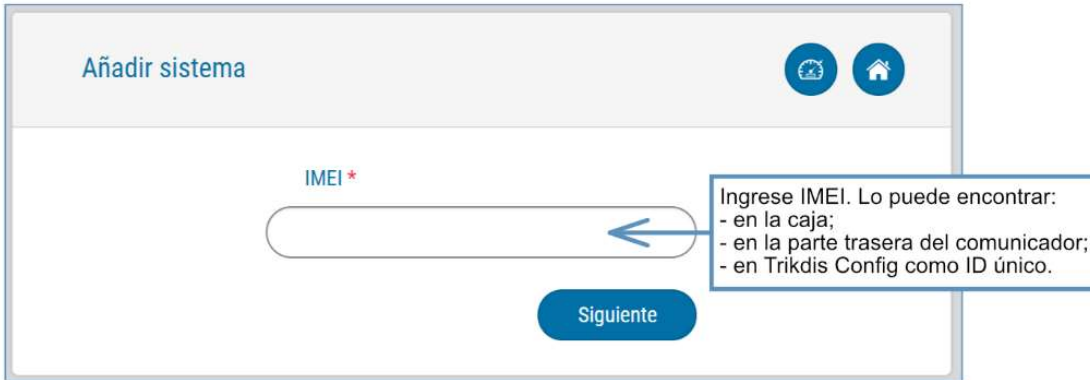 Añadir sistema
IMEI *
Ingrese IMEI. Lo puede encontrar:
- en la caja;
- en la parte trasera del comunicador;
- en Trikdis Config como ID único.
Siguiente